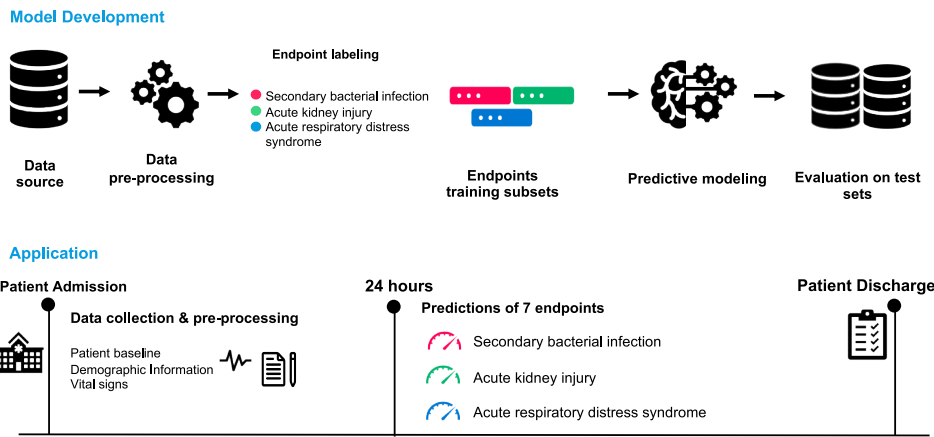 Model Development
Endpoint labeling
Secondary bacterial infection
Acute kidney injury
Acute respiratory distress
syndrome
Data
source
Data
pre-processing
Endpoints
training subsets
Predictive modeling
Evaluation on test
sets
Application
Patient Admission
24 hours
Patient Discharge
Data collection & pre-processing
Patient baseline
Demographic Information
Vital signs
Predictions of 7 endpoints
Secondary bacterial infection
Acute kidney injury
Acute respiratory distress syndrome